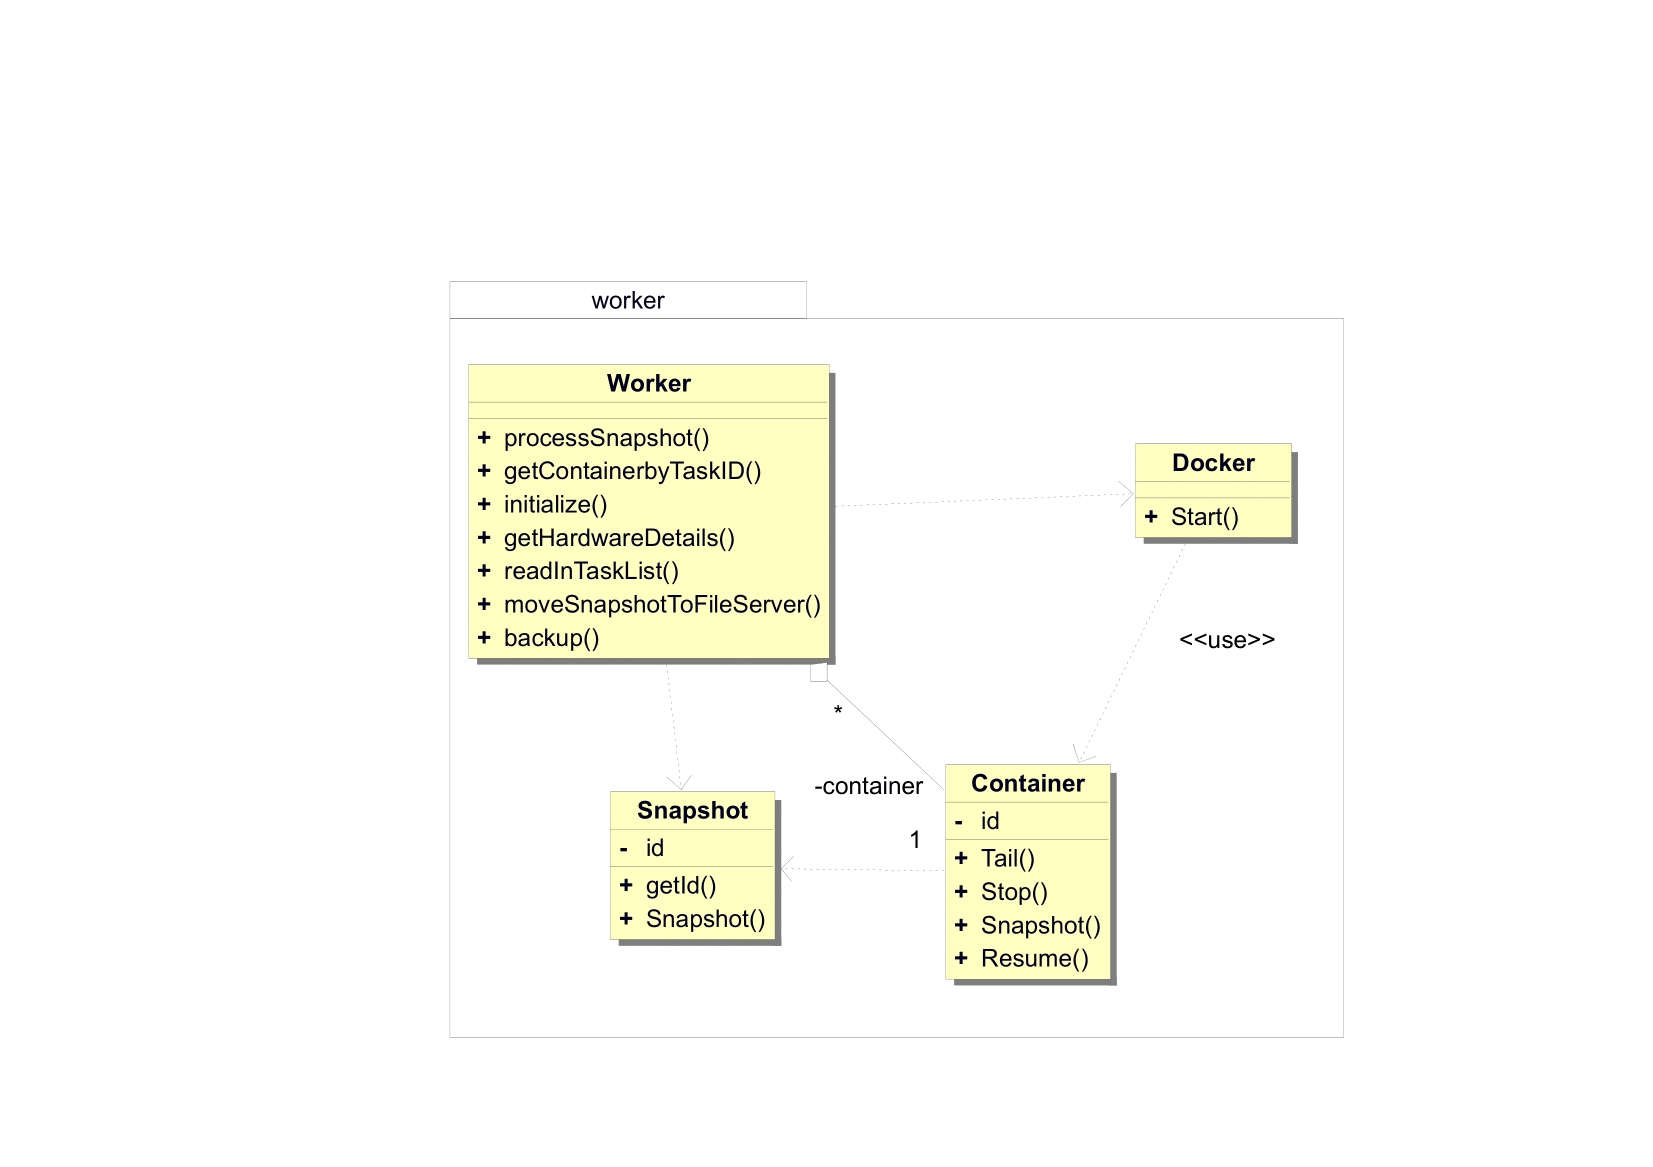 worker
Worker
+ processSnapshot()
+ getContainerbyTaskID()
+ initialize()
+ getHardwareDetails()
+ readInTaskList()
+ moveSnapshotToFileServer()
+ backup()
Docker
+ Start()
<<use>>
*
-container
1
Snapshot
- id
+ getId()
+ Snapshot()
Container
- id
+ Tail()
+ Stop()
+ Snapshot()
+ Resume()